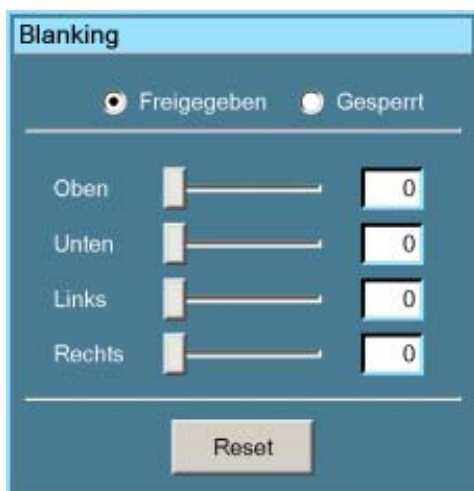 Blanking
Freigegeben Gesperrt
Oben 0
Unten 0
Links 0
Rechts 0
Reset